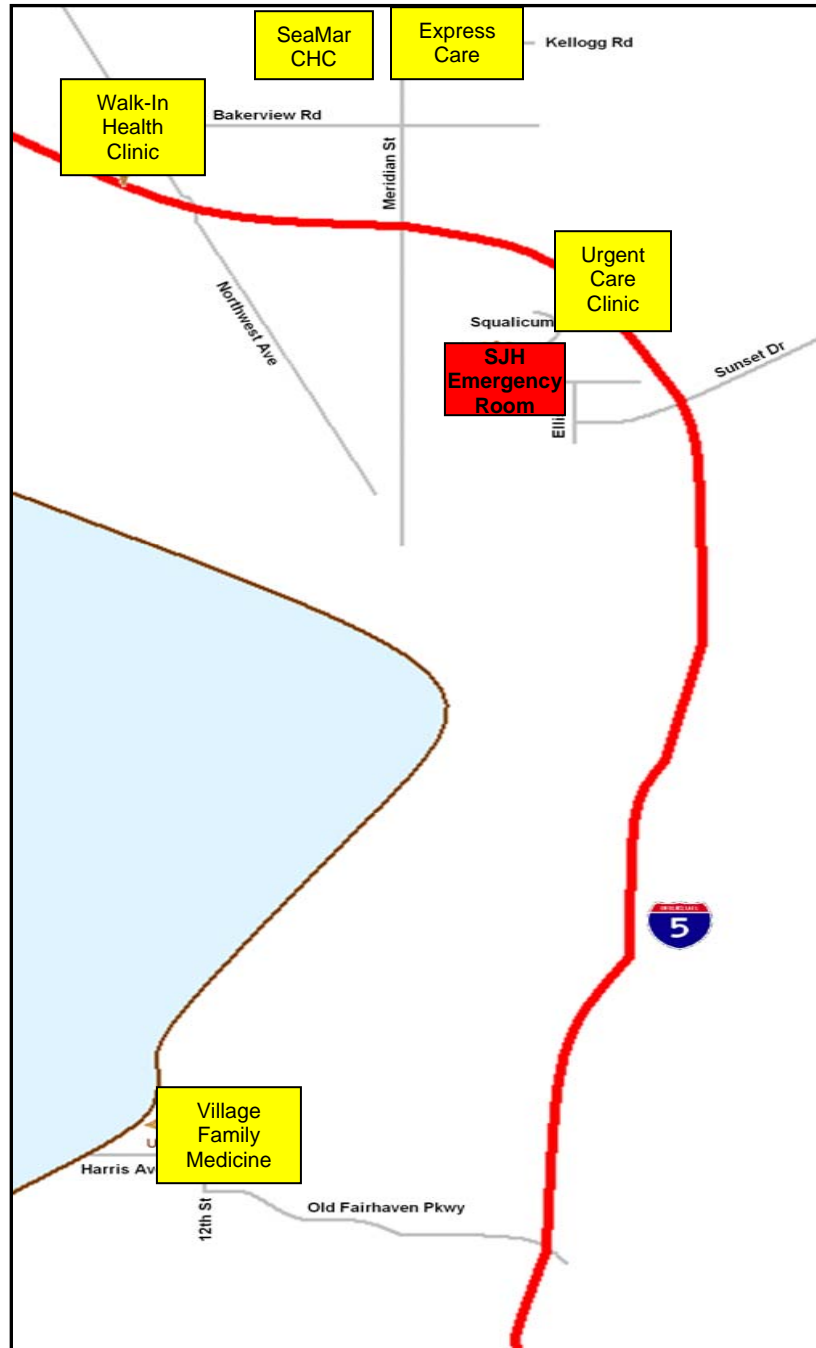 SeaMar
CHC
Express
Care
Kellogg Rd
Walk-In
Health
Clinic
Bakerview Rd
Meridian St
Northwest Ave
Urgent
Care
Clinic
Squalicum
SJH
Emergency
Room
Sunset Dr
5
Village
Family
Medicine
Harris
12th St
Old Fairhaven Pkwy